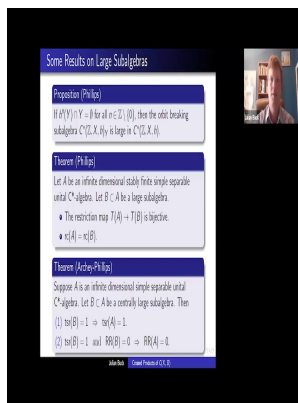 Some Results on Large Subalgebras
Proposition (Phillips)
If hⁿ(Y) ∩ Y = ∅ for all n ∈ ℤ \ {0}, then the orbit breaking
subalgebra C*(ℤ, X, h)_Y is large in C*(ℤ, X, h).
Theorem (Phillips)
Let A be an infinite dimensional stably finite simple separable
unital C*-algebra. Let B ⊂ A be a large subalgebra.
• The restriction map T(A) → T(B) is bijective.
• rc(A) = rc(B).
Theorem (Archey-Phillips)
Suppose A is an infinite dimensional simple separable unital
C*-algebra. Let B ⊂ A be a centrally large subalgebra. Then
(1) tsr(B) = 1 ⇒ tsr(A) = 1.
(2) tsr(B) = 1 and RR(B) = 0 ⇒ RR(A) = 0.
Julian Buck Crossed Products of C(X, D)
Julian Buck